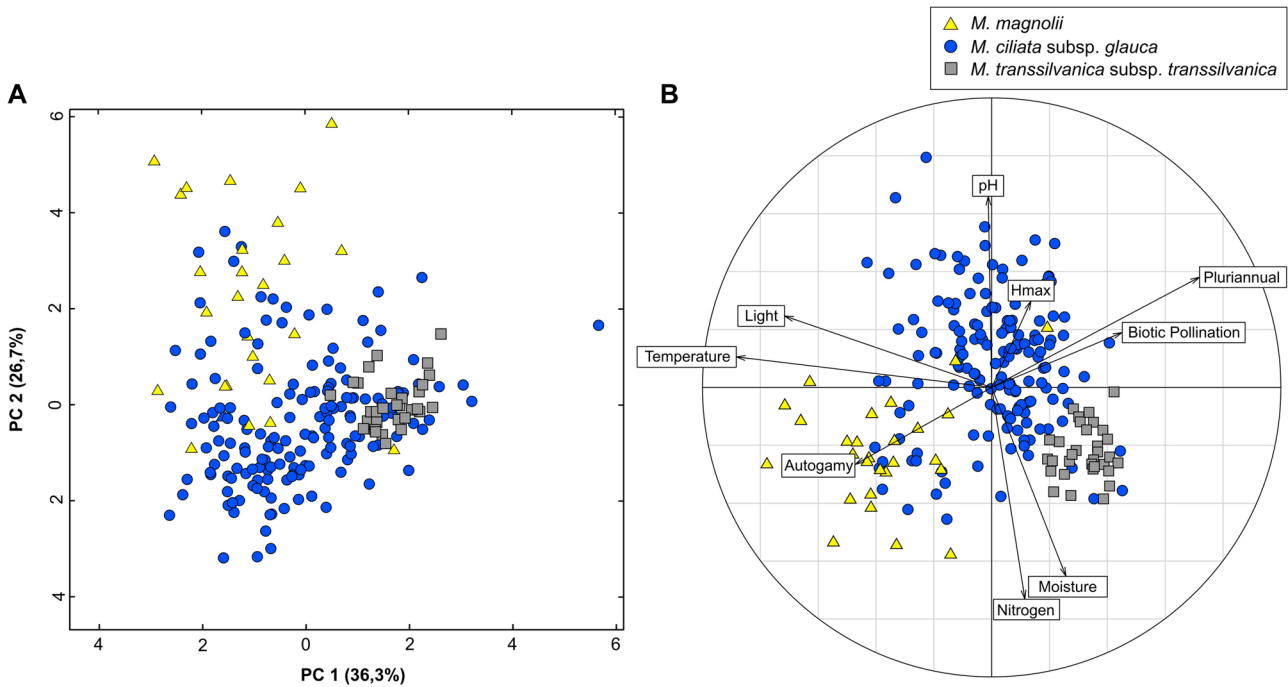 M. magnolii
M. ciliata subsp. glauca
M. transsilvanica subsp. transsilvanica
A
6
4
2
0
2
4
PC 2 (26,7%)
4 2 0 2 4 6
PC 1 (36,3%)
B
pH
Pluriannual
Hmax
Light
Biotic Pollination
Temperature
Autogamy
Moisture
Nitrogen